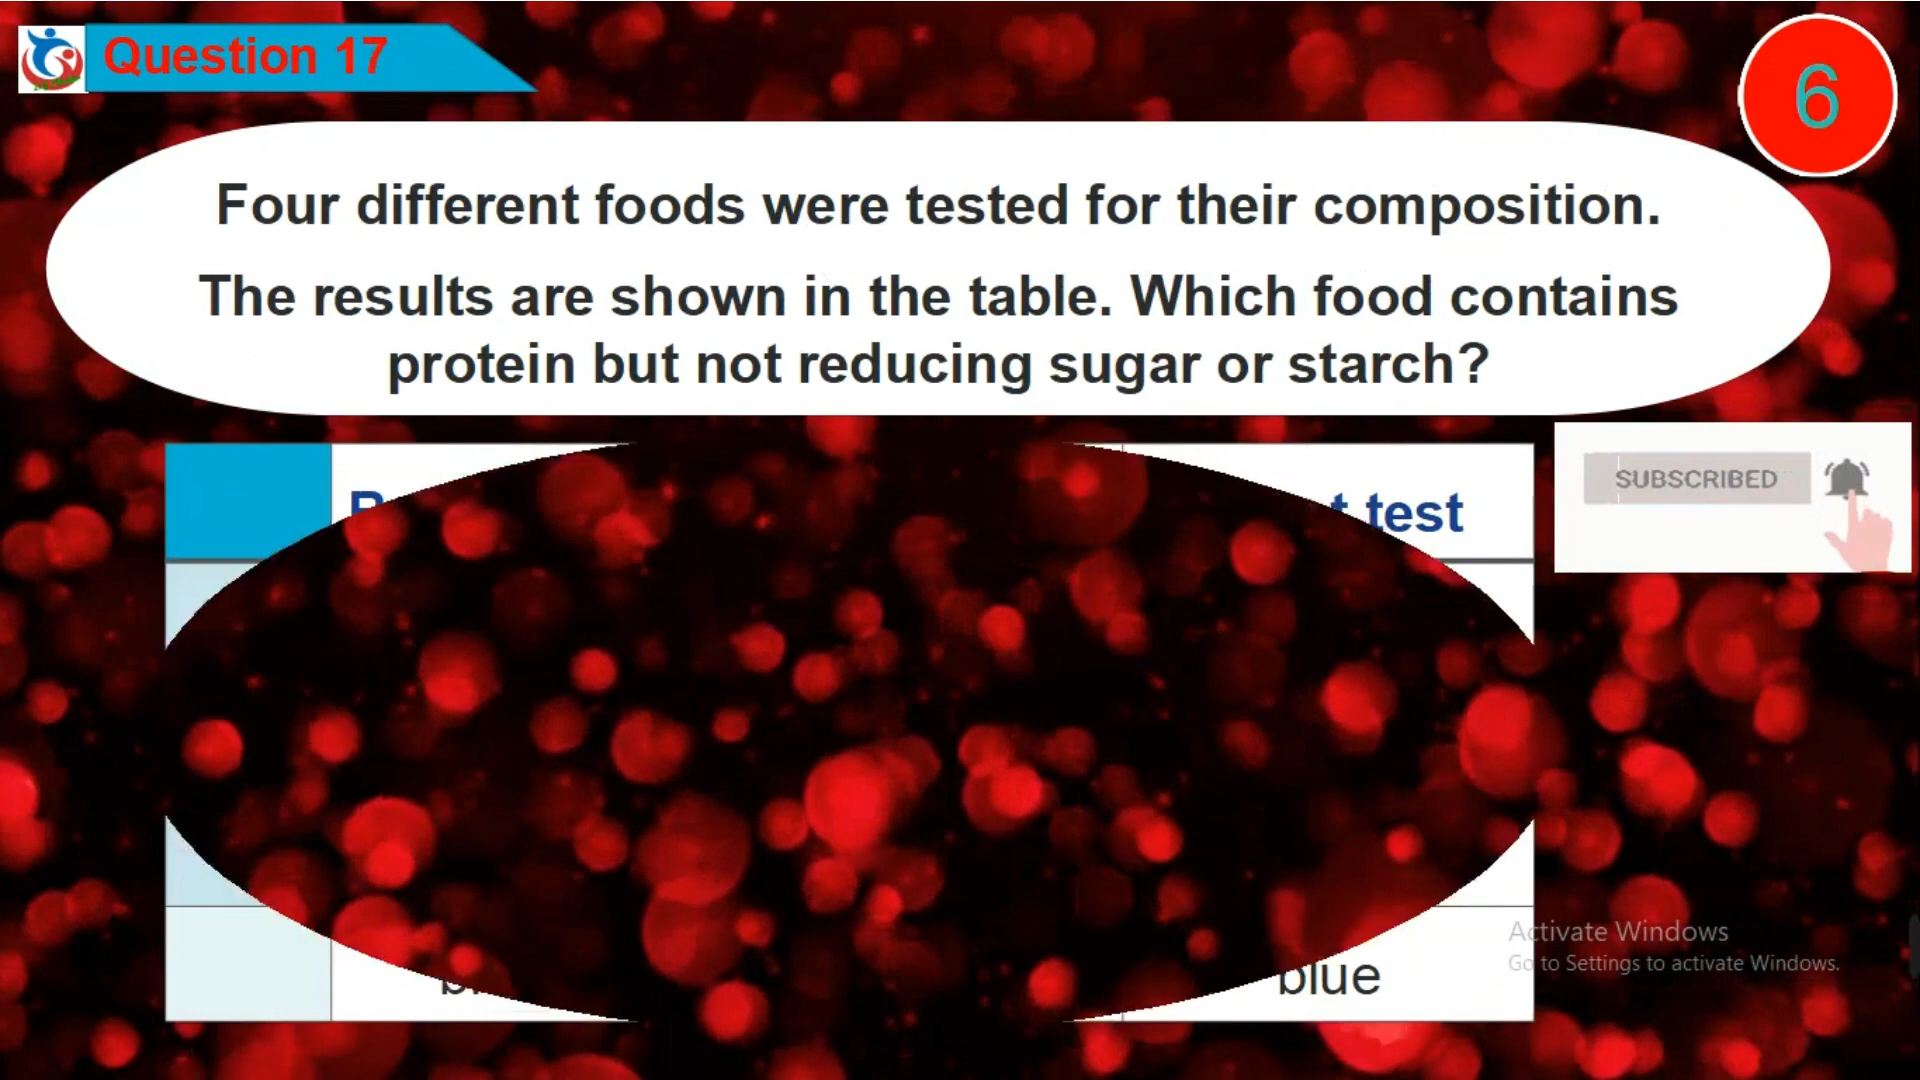 Question 17
6
Four different foods were tested for their composition.
The results are shown in the table. Which food contains
protein but not reducing sugar or starch?
test
SUBSCRIBED
blue
Activate Windows
Go to Settings to activate Windows.